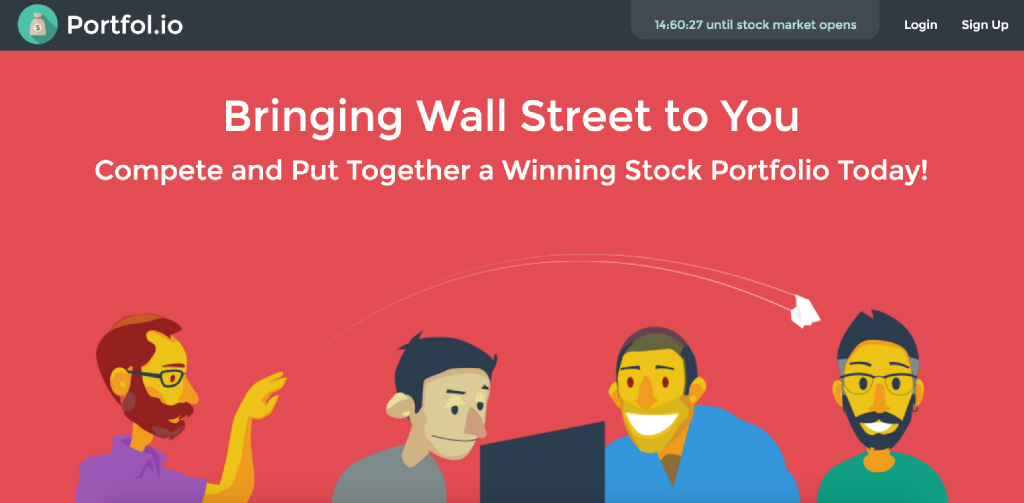 Portfol.io
14:60:27 until stock market opens
Login
Sign Up
Bringing Wall Street to You
Compete and Put Together a Winning Stock Portfolio Today!
$